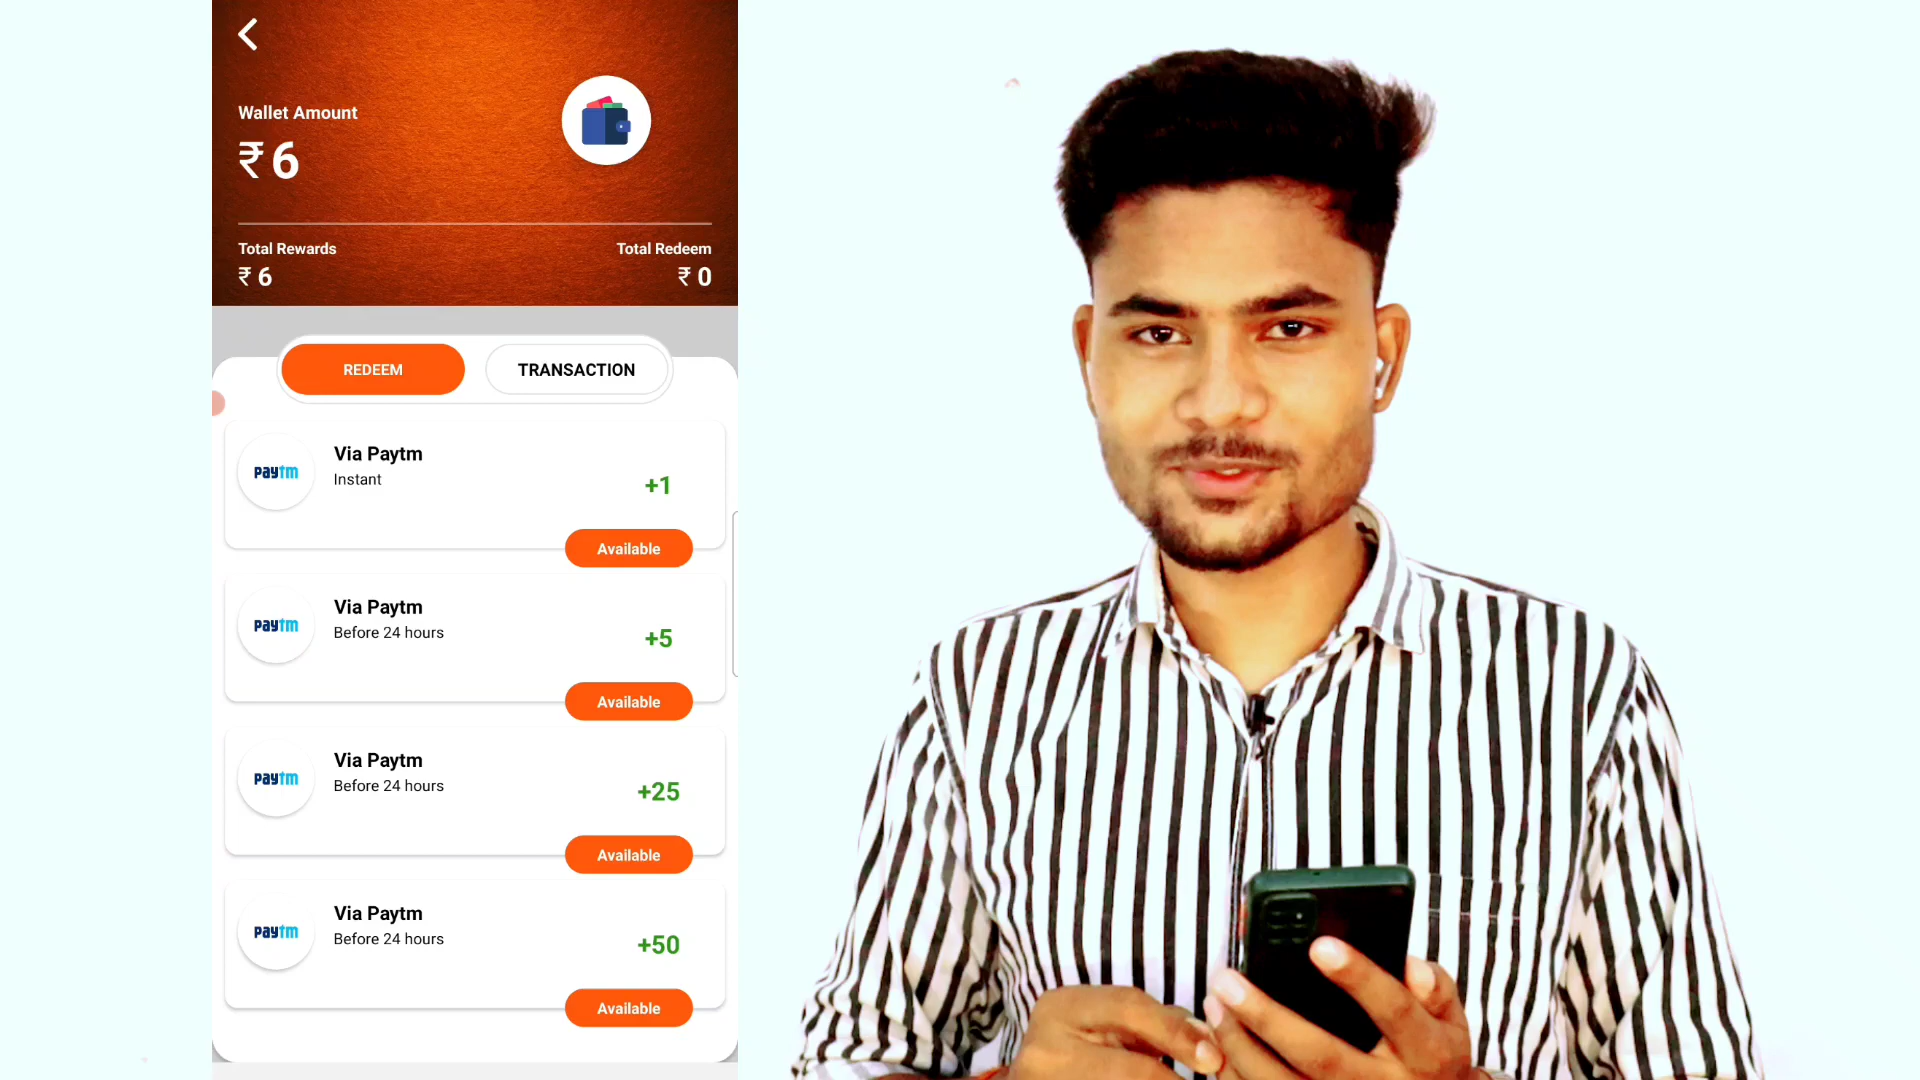 Wallet Amount
₹ 6
Total Rewards
Total Redeem
₹ 6
₹ 0
REDEEM
TRANSACTION
paytm
Via Paytm
Instant
+1
Available
paytm
Via Paytm
Before 24 hours
+5
Available
paytm
Via Paytm
Before 24 hours
+25
Available
paytm
Via Paytm
Before 24 hours
+50
Available